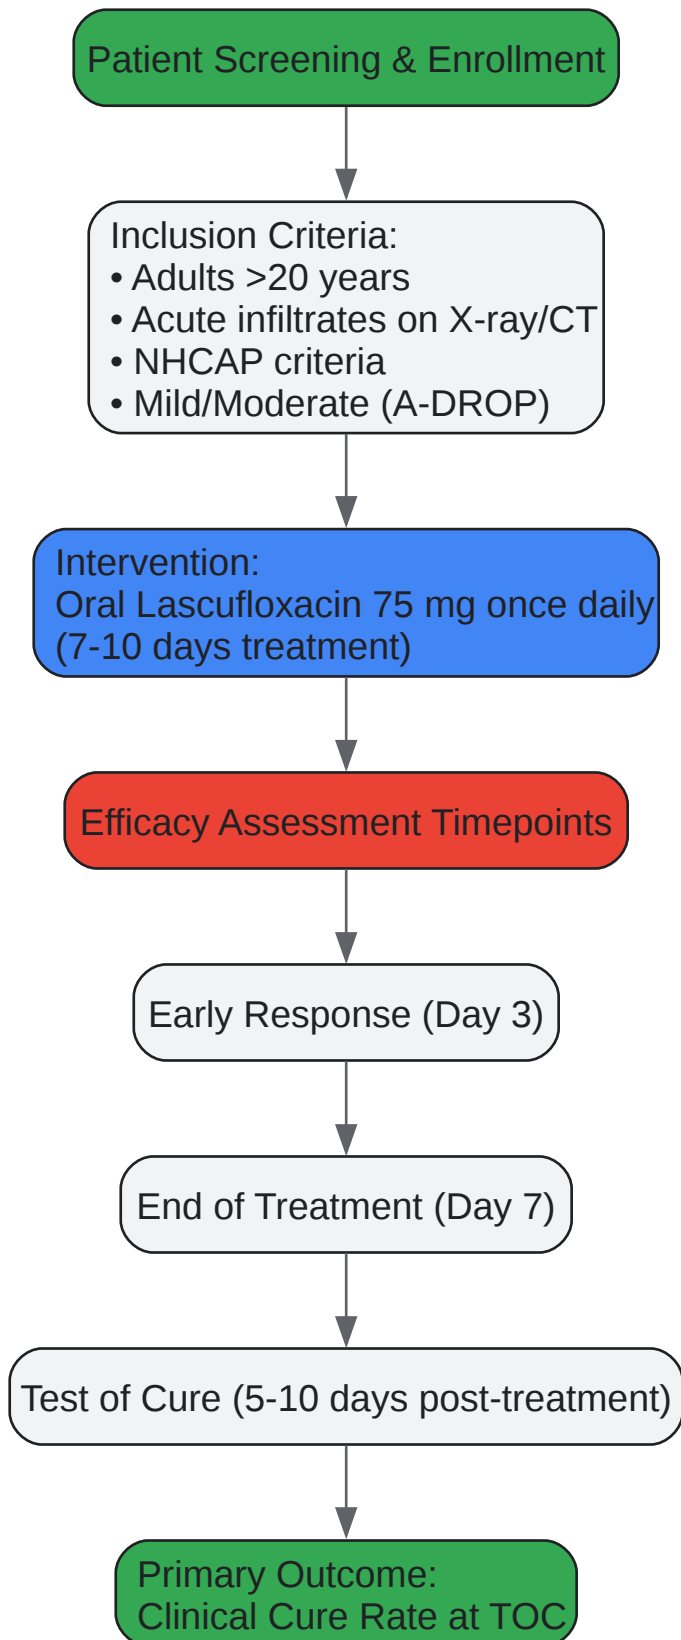 Patient Screening & Enrollment
Inclusion Criteria:
• Adults >20 years
• Acute infiltrates on X-ray/CT
• NHCAP criteria
• Mild/Moderate (A-DROP)
Intervention:
Oral Lascufloxacin 75 mg once daily
(7-10 days treatment)
Efficacy Assessment Timepoints
Early Response (Day 3)
End of Treatment (Day 7)
Test of Cure (5-10 days post-treatment)
Primary Outcome:
Clinical Cure Rate at TOC